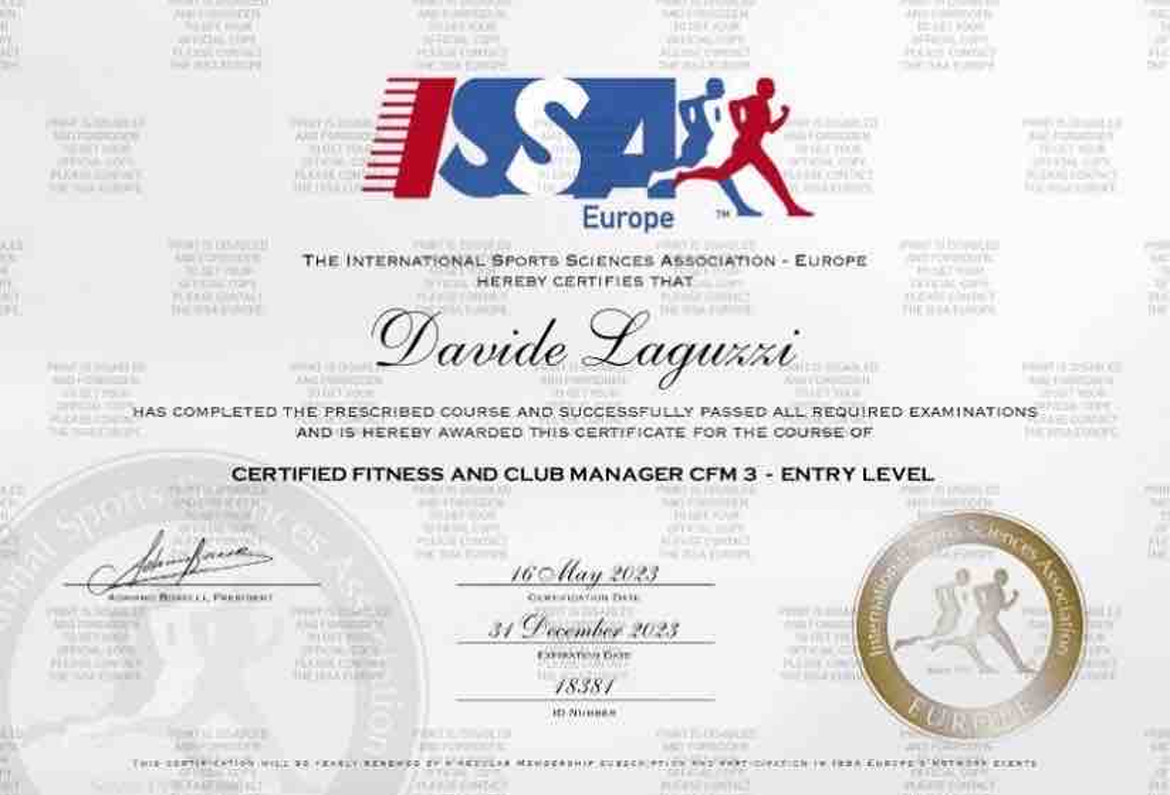 ISSA
Europe ™
THE INTERNATIONAL SPORTS SCIENCES ASSOCIATION - EUROPE
HEREBY CERTIFIES THAT
Davide Laguzzi
HAS COMPLETED THE PRESCRIBED COURSE AND SUCCESSFULLY PASSED ALL REQUIRED EXAMINATIONS
AND IS HEREBY AWARDED THIS CERTIFICATE FOR THE COURSE OF
CERTIFIED FITNESS AND CLUB MANAGER CFM 3 - ENTRY LEVEL
ADRIANO BORELLI, PRESIDENT
16 May 2023
CERTIFICATION DATE
31 December 2023
EXPIRATION DATE
18381
ID NUMBER
International Sports Sciences Association
EUROPE
THIS CERTIFICATION WILL BE YEARLY RENEWED BY REGULAR MEMBERSHIP SUBSCRIPTION AND PARTICIPATION IN ISSA EUROPE'S NETWORK EVENTS
PRINT IS DISABLED
AND FORBIDDEN
TO GET YOUR
OFFICIAL COPY
PLEASE CONTACT
THE ISSA EUROPE